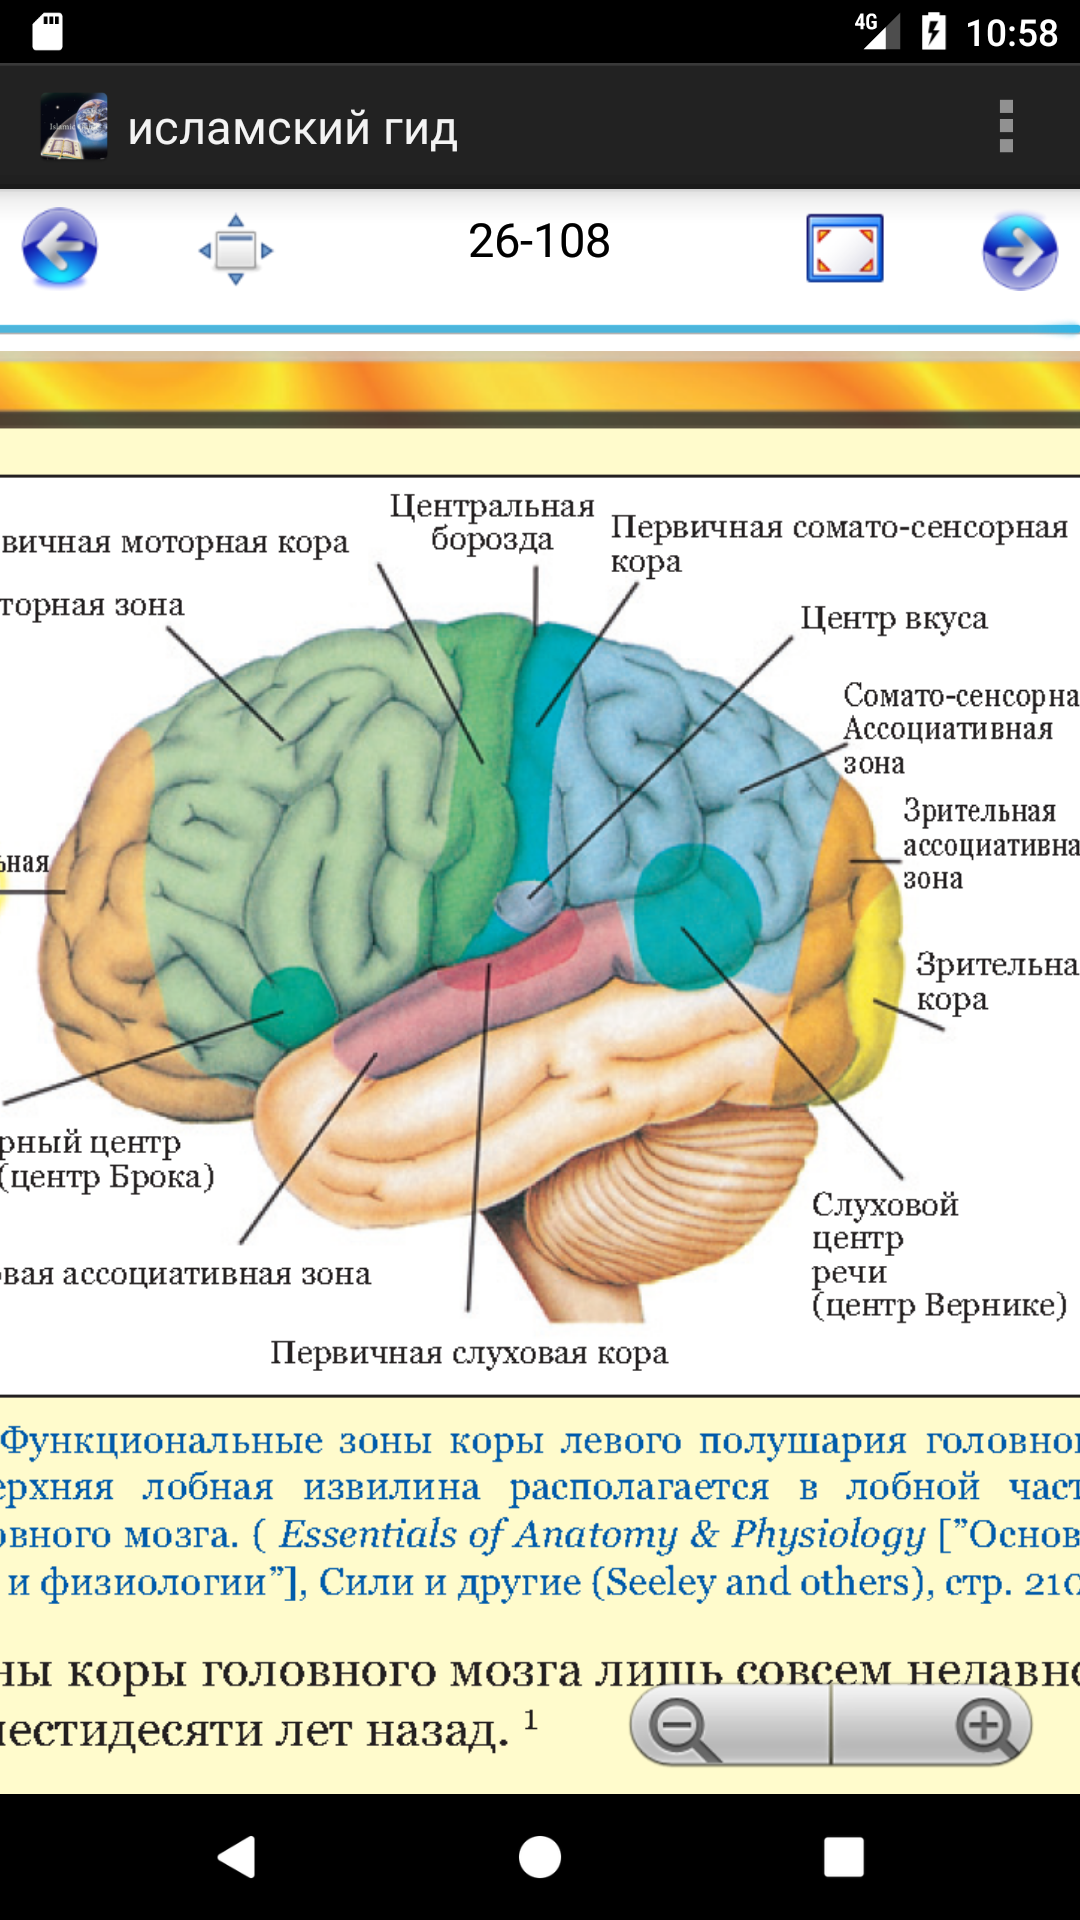 4G 10:58
исламский гид
26-108
Центральная
борозда
Первичная сомато-сенсорная
кора
вичная моторная кора
торная зона
Центр вкуса
Сомато-сенсорна
Ассоциативная
зона
Зрительная
ассоциативна
зона
ьная
Зрительна
кора
рный центр
(центр Брока)
Слуховой
центр
речи
(центр Вернике)
вая ассоциативная зона
Первичная слуховая кора
Функциональные зоны коры левого полушария головно
ерхняя лобная извилина располагается в лобной част
овного мозга. ( Essentials of Anatomy & Physiology ["Основ
и физиологии"], Сили и другие (Seeley and others), стр. 210
ны коры головного мозга лишь совсем недавно
естидесяти лет назад. 1